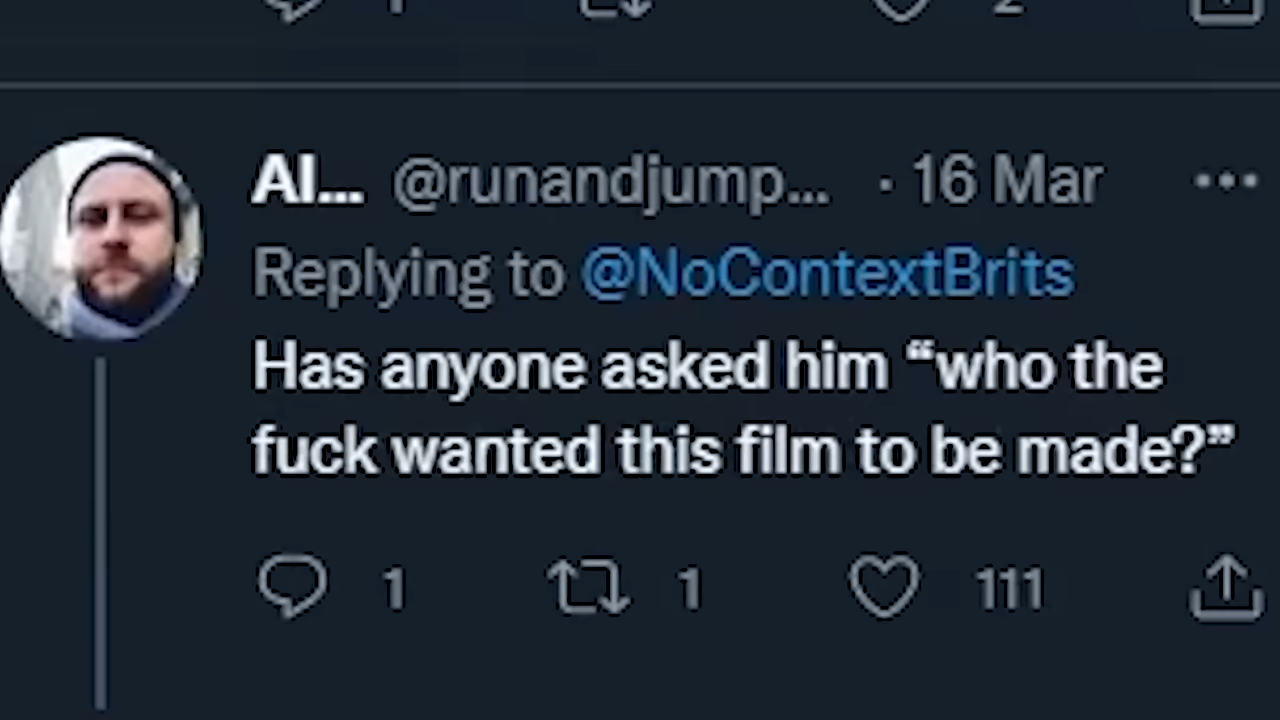 Al... @runandjump... · 16 Mar
Replying to @NoContextBrits
Has anyone asked him “who the
fuck wanted this film to be made?”
1 1 111